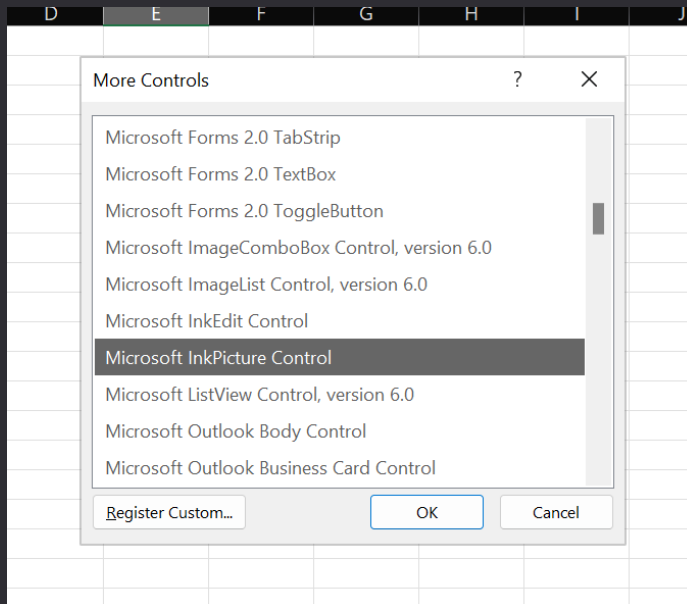 D E F G H I J
More Controls ? ×
Microsoft Forms 2.0 TabStrip
Microsoft Forms 2.0 TextBox
Microsoft Forms 2.0 ToggleButton
Microsoft ImageComboBox Control, version 6.0
Microsoft ImageList Control, version 6.0
Microsoft InkEdit Control
Microsoft InkPicture Control
Microsoft ListView Control, version 6.0
Microsoft Outlook Body Control
Microsoft Outlook Business Card Control
Register Custom... OK Cancel